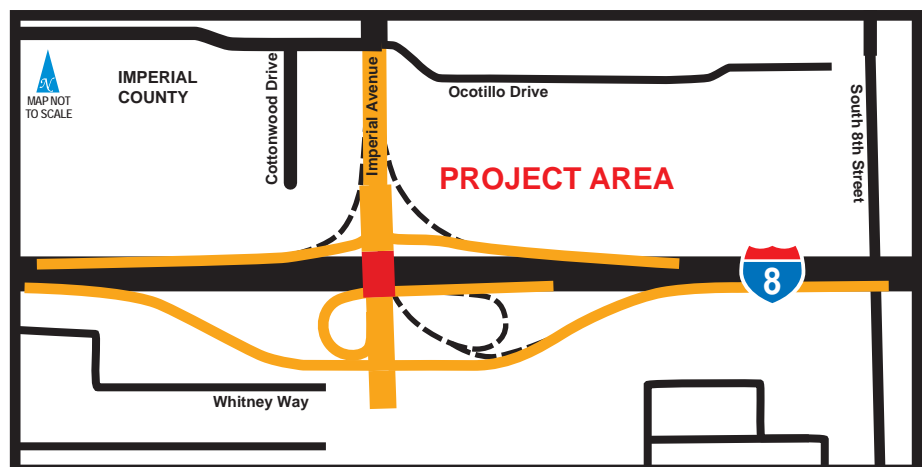 N
MAP NOT
TO SCALE
IMPERIAL
COUNTY
Cottonwood Drive
Imperial Avenue
Ocotillo Drive
South 8th Street
PROJECT AREA
8
Whitney Way